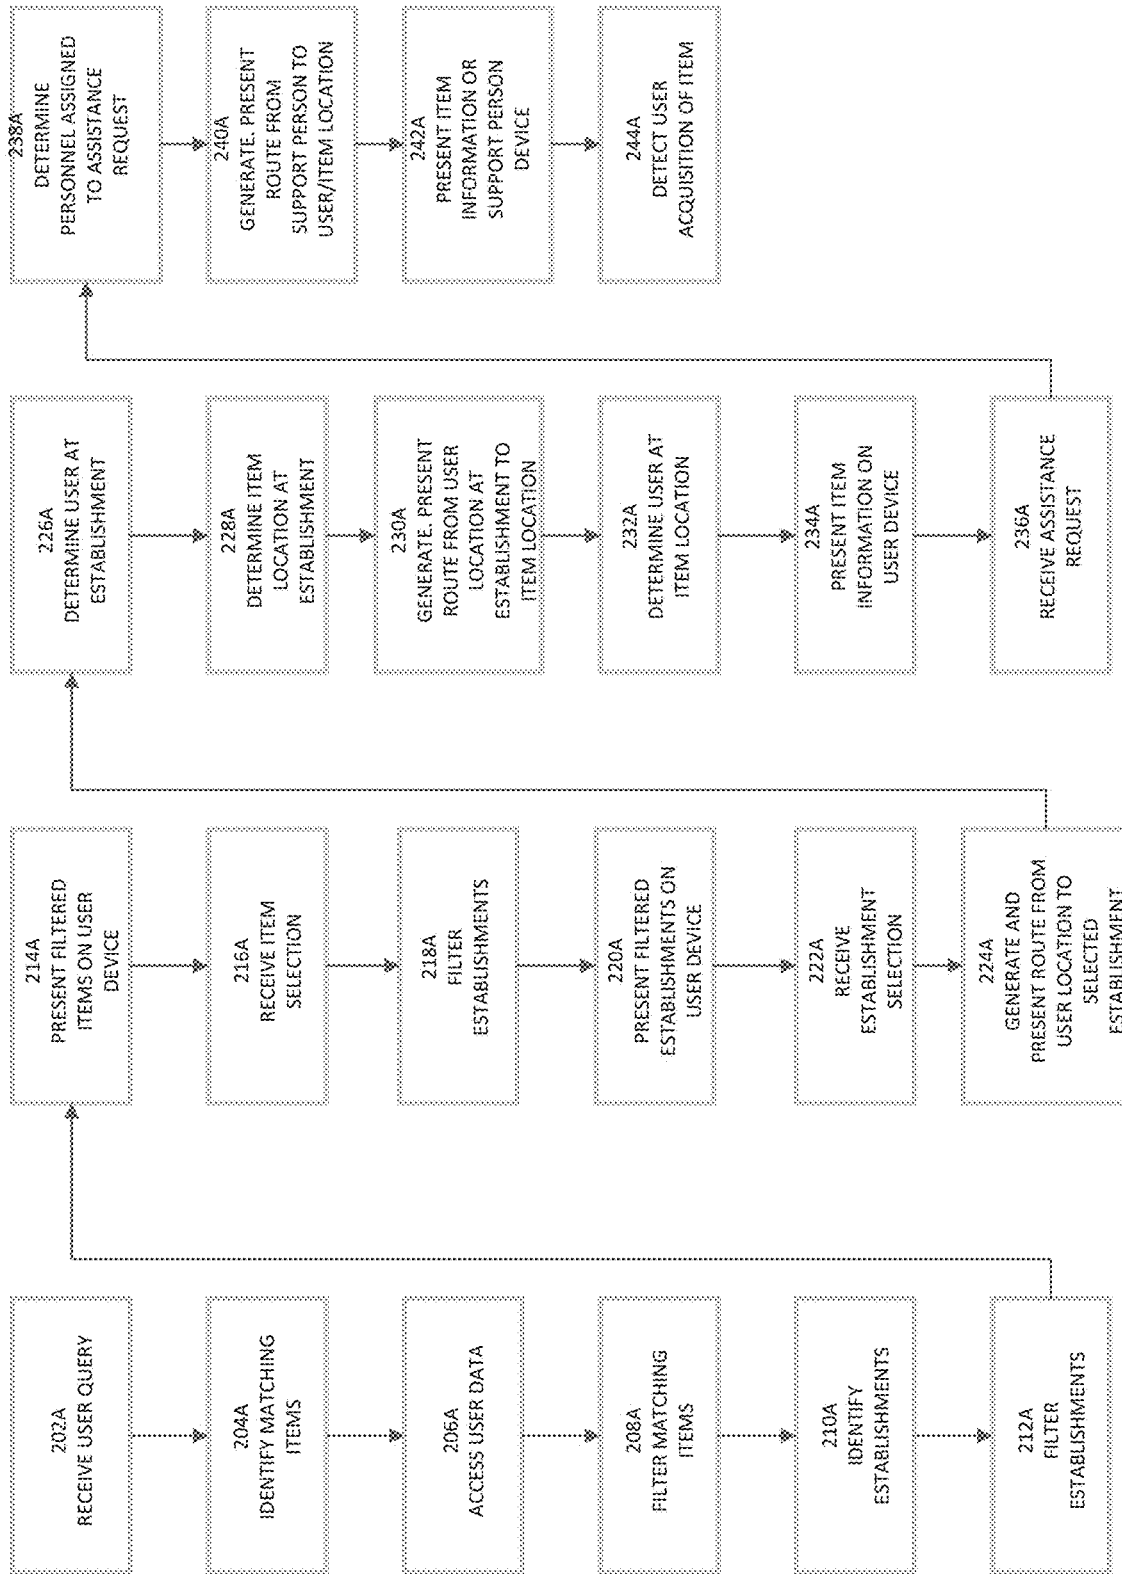 202A
RECEIVE USER QUERY
204A
IDENTIFY MATCHING
ITEMS
206A
ACCESS USER DATA
208A
FILTER MATCHING
ITEMS
210A
IDENTIFY
ESTABLISHMENTS
212A
FILTER
ESTABLISHMENTS
214A
PRESENT FILTERED
ITEMS ON USER
DEVICE
216A
RECEIVE ITEM
SELECTION
218A
FILTER
ESTABLISHMENTS
220A
PRESENT FILTERED
ESTABLISHMENTS ON
USER DEVICE
222A
RECEIVE
ESTABLISHMENT
SELECTION
224A
GENERATE AND
PRESENT ROUTE FROM
USER LOCATION TO
SELECTED
ESTABLISHMENT
226A
DETERMINE USER AT
ESTABLISHMENT
228A
DETERMINE ITEM
LOCATION AT
ESTABLISHMENT
230A
GENERATE. PRESENT
ROUTE FROM USER
LOCATION AT
ESTABLISHMENT TO
ITEM LOCATION
232A
DETERMINE USER AT
ITEM LOCATION
234A
PRESENT ITEM
INFORMATION ON
USER DEVICE
236A
RECEIVE ASSISTANCE
REQUEST
238A
DETERMINE
PERSONNEL ASSIGNED
TO ASSISTANCE
REQUEST
240A
GENERATE. PRESENT
ROUTE FROM
SUPPORT PERSON TO
USER/ITEM LOCATION
242A
PRESENT ITEM
INFORMATION OR
SUPPORT PERSON
DEVICE
244A
DETECT USER
ACQUISITION OF ITEM